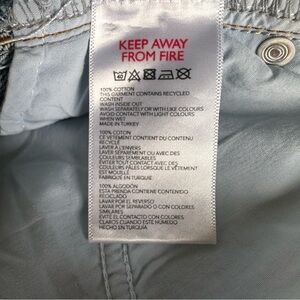 KEEP AWAY
FROM FIRE
100% COTTON
THIS GARMENT CONTAINS RECYCLED
CONTENT
WASH INSIDE OUT
WASH SEPARATELY OR WITH LIKE COLOURS
AVOID CONTACT WITH LIGHT COLOURS
WHEN WET
MADE IN TURKEY
100% COTON
CE VÊTEMENT CONTIENT DU CONTENU
RECYCLÉ
LAVER À L'ENVERS
LAVER SÉPARÉMENT OU AVEC DES
COULEURS SEMBLABLES
ÉVITER TOUT CONTACT AVEC DES
COULEURS PÂLES LORSQUE LE VÊTEMENT
EST MOUILLÉ
FABRIQUÉ EN TURQUIE
100% ALGODÓN
ESTA PRENDA CONTIENE CONTENIDO
RECICLADO
LAVAR POR EL REVERSO
LAVAR POR SEPARADO O CON COLORES
SIMILARES
EVITE EL CONTACTO CON COLORES
CLAROS CUANDO ESTÉ HÚMEDO
HECHO EN TURQUÍA